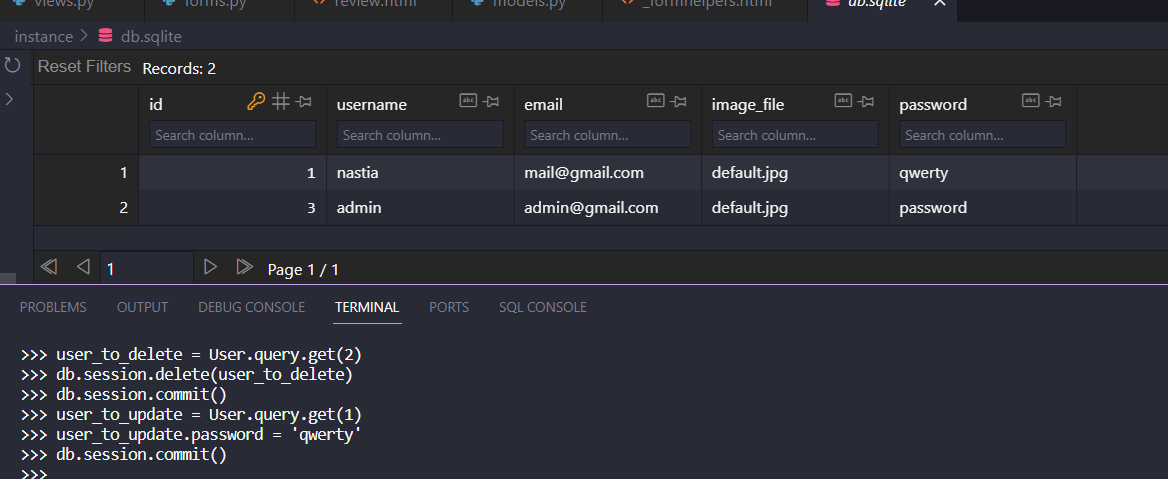 views.py forms.py review.html models.py _formhelpers.html db.sqlite
instance > db.sqlite
Reset Filters Records: 2
id username email image_file password
Search column... Search column... Search column... Search column... Search column...
1 1 nastia mail@gmail.com default.jpg qwerty
2 3 admin admin@gmail.com default.jpg password
1 Page 1 / 1
PROBLEMS OUTPUT DEBUG CONSOLE TERMINAL PORTS SQL CONSOLE
>>> user_to_delete = User.query.get(2)
>>> db.session.delete(user_to_delete)
>>> db.session.commit()
>>> user_to_update = User.query.get(1)
>>> user_to_update.password = 'qwerty'
>>> db.session.commit()
>>>